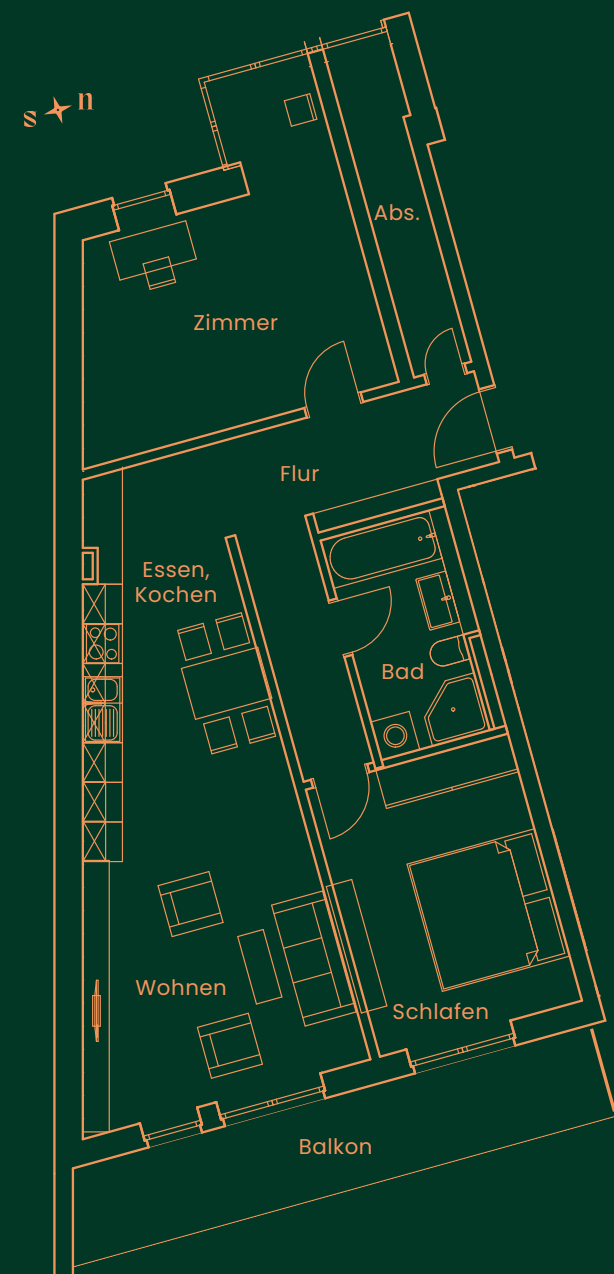 s n
Abs.
Zimmer
Flur
Essen,
Kochen
Bad
Wohnen
Schlafen
Balkon